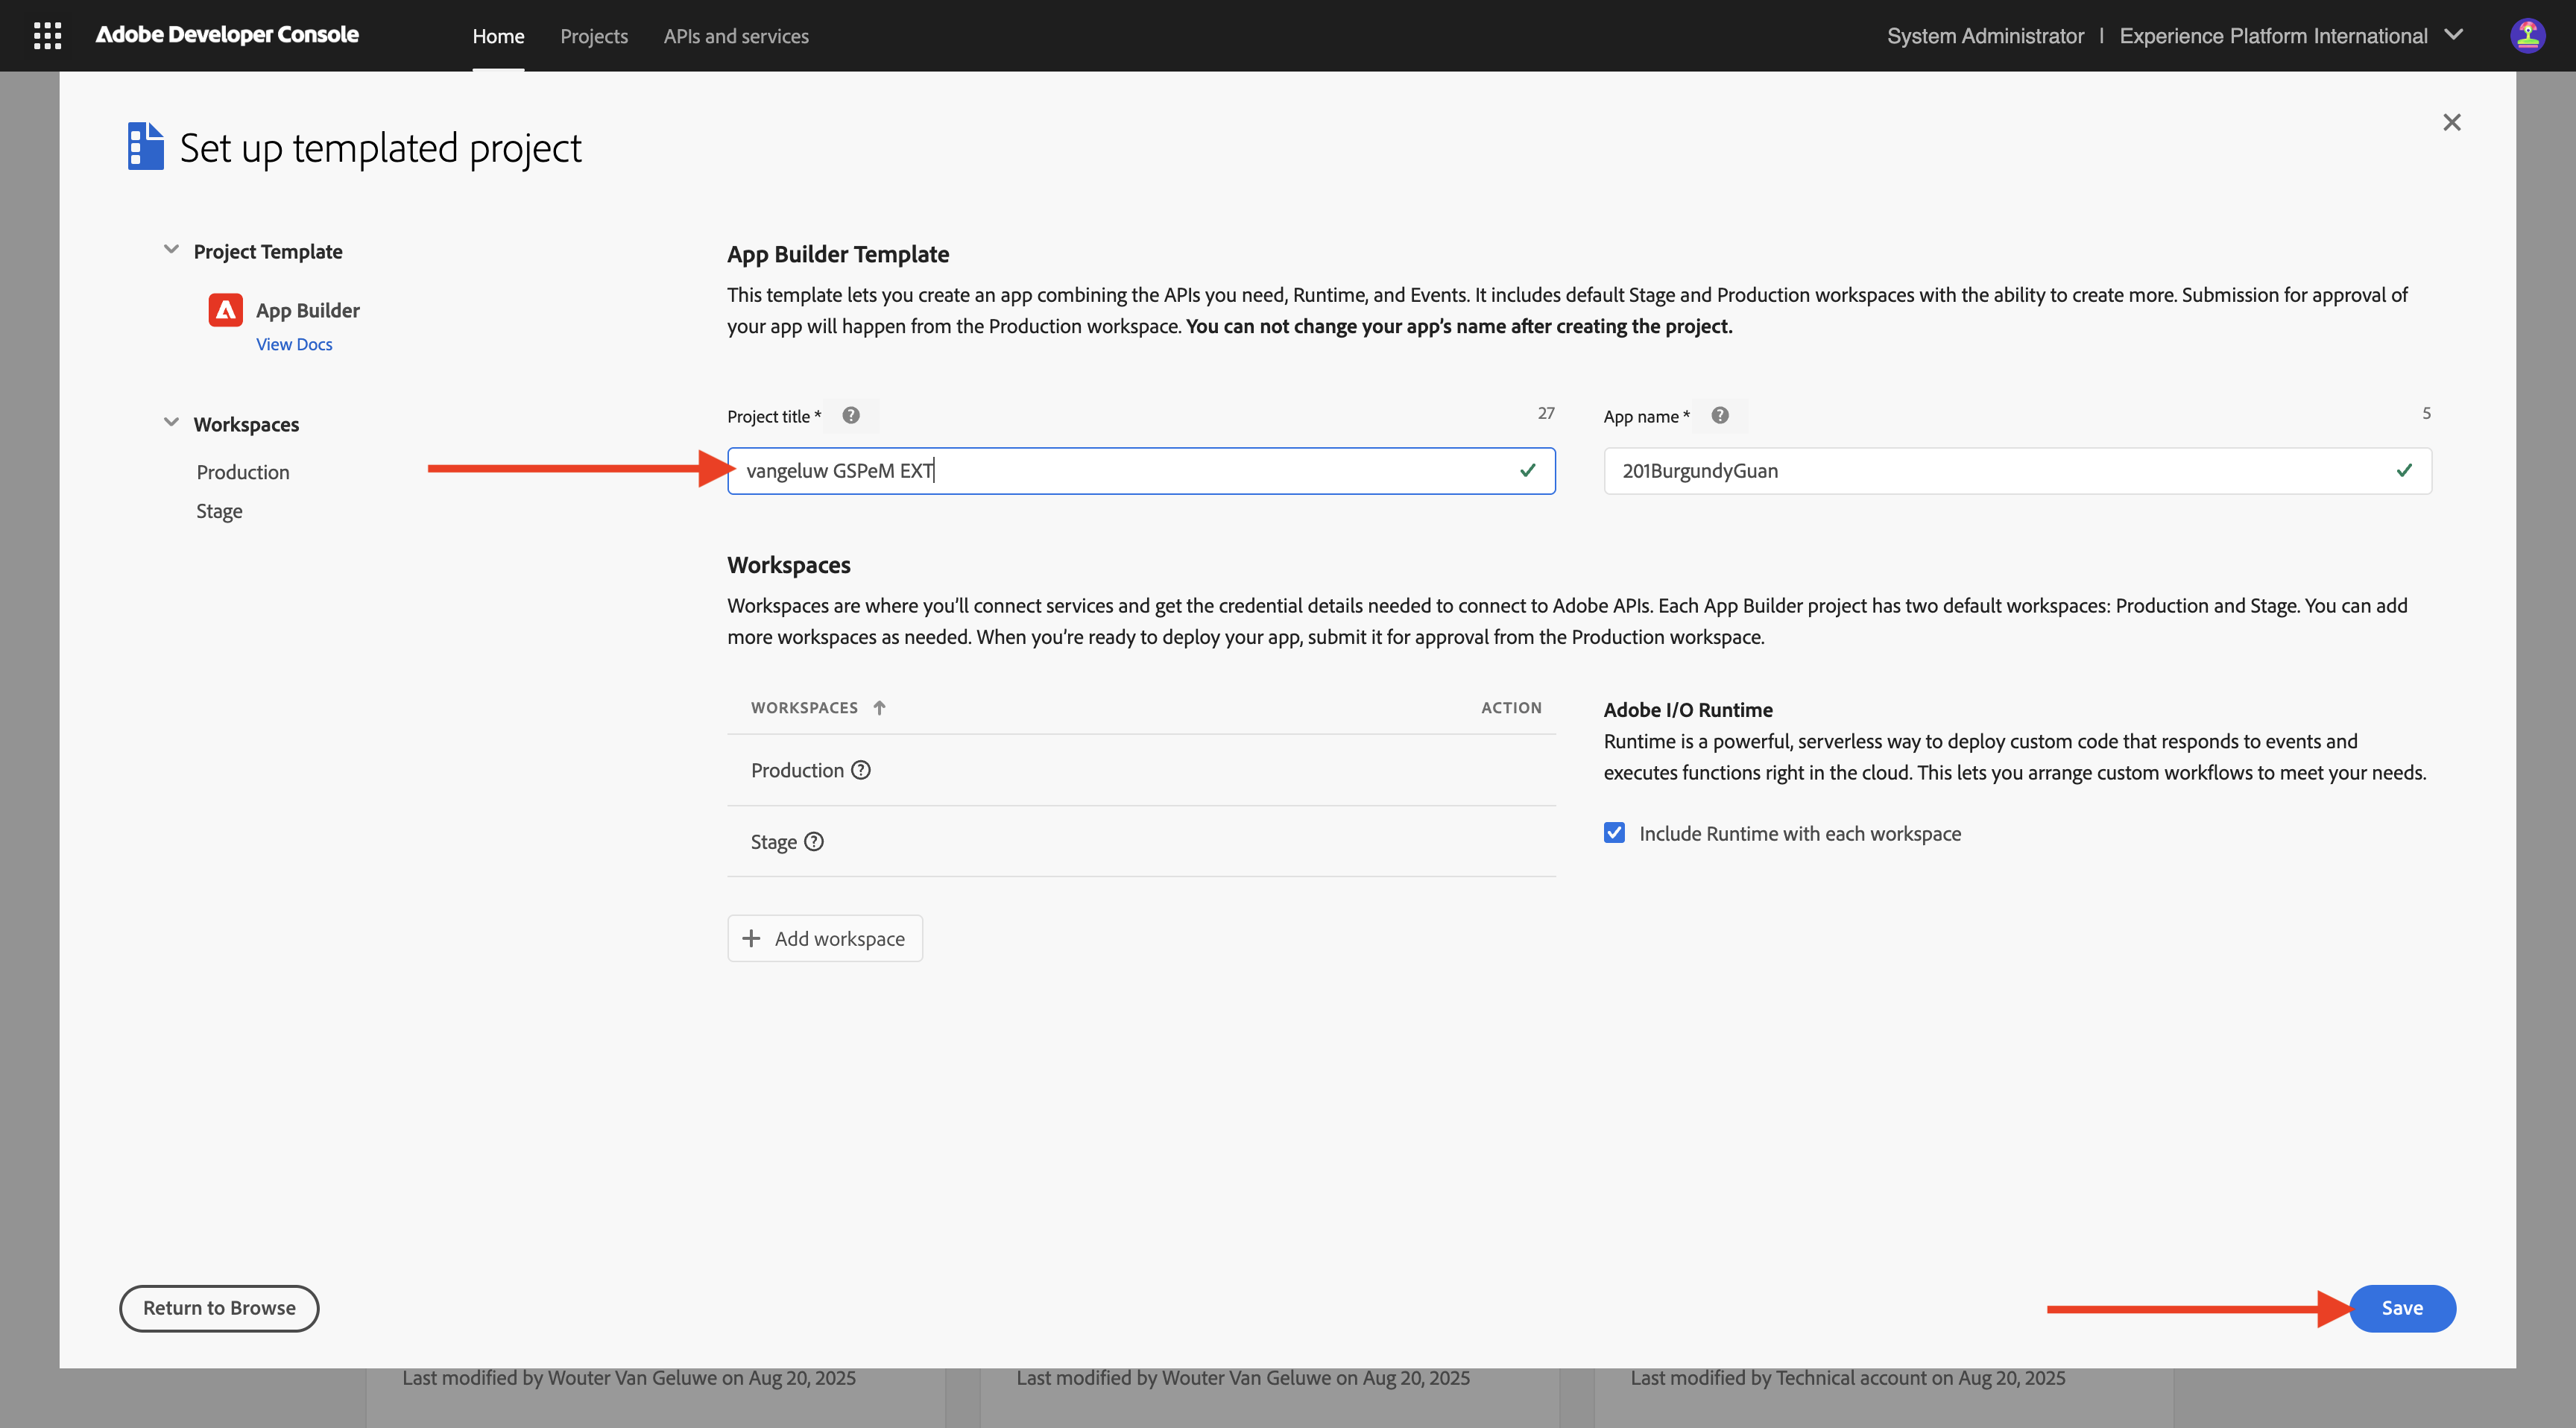 Adobe Developer Console
Home
Projects
APIs and services
System Administrator | Experience Platform International
Set up templated project
Project Template
App Builder
View Docs
Workspaces
Production
Stage
App Builder Template
This template lets you create an app combining the APIs you need, Runtime, and Events. It includes default Stage and Production workspaces with the ability to create more. Submission for approval of
your app will happen from the Production workspace. You can not change your app’s name after creating the project.
Project title *
27
vangeluw GSPeM EXT
App name *
5
201BurgundyGuan
Workspaces
Workspaces are where you’ll connect services and get the credential details needed to connect to Adobe APIs. Each App Builder project has two default workspaces: Production and Stage. You can add
more workspaces as needed. When you’re ready to deploy your app, submit it for approval from the Production workspace.
WORKSPACES
ACTION
Production
Stage
Add workspace
Adobe I/O Runtime
Runtime is a powerful, serverless way to deploy custom code that responds to events and
executes functions right in the cloud. This lets you arrange custom workflows to meet your needs.
Include Runtime with each workspace
Return to Browse
Save
Last modified by Wouter Van Geluwe on Aug 20, 2025
Last modified by Wouter Van Geluwe on Aug 20, 2025
Last modified by Technical account on Aug 20, 2025